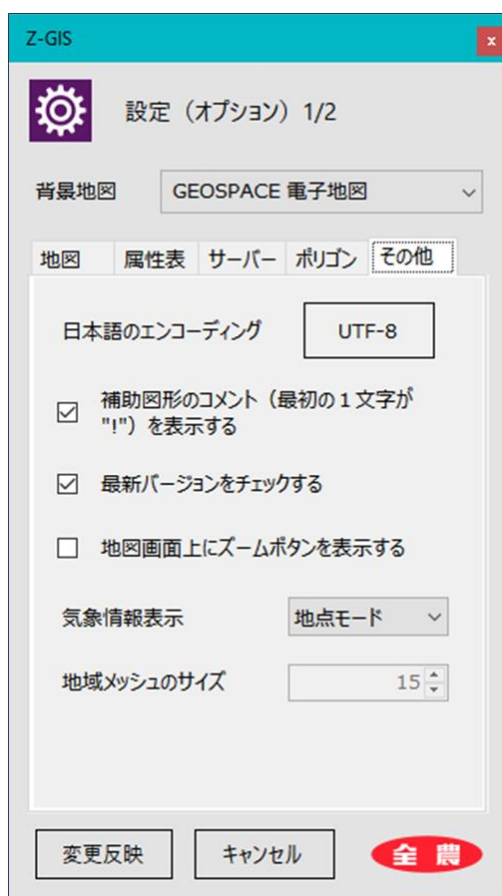 Z-GIS
x
設定（オプション）1/2
背景地図
GEOSPACE 電子地図
地図 属性表 サーバー ポリゴン その他
日本語のエンコーディング
UTF-8
補助図形のコメント（最初の１文字が
"!"）を表示する
最新バージョンをチェックする
地図画面上にズームボタンを表示する
気象情報表示
地点モード
地域メッシュのサイズ
15
変更反映
キャンセル
全農